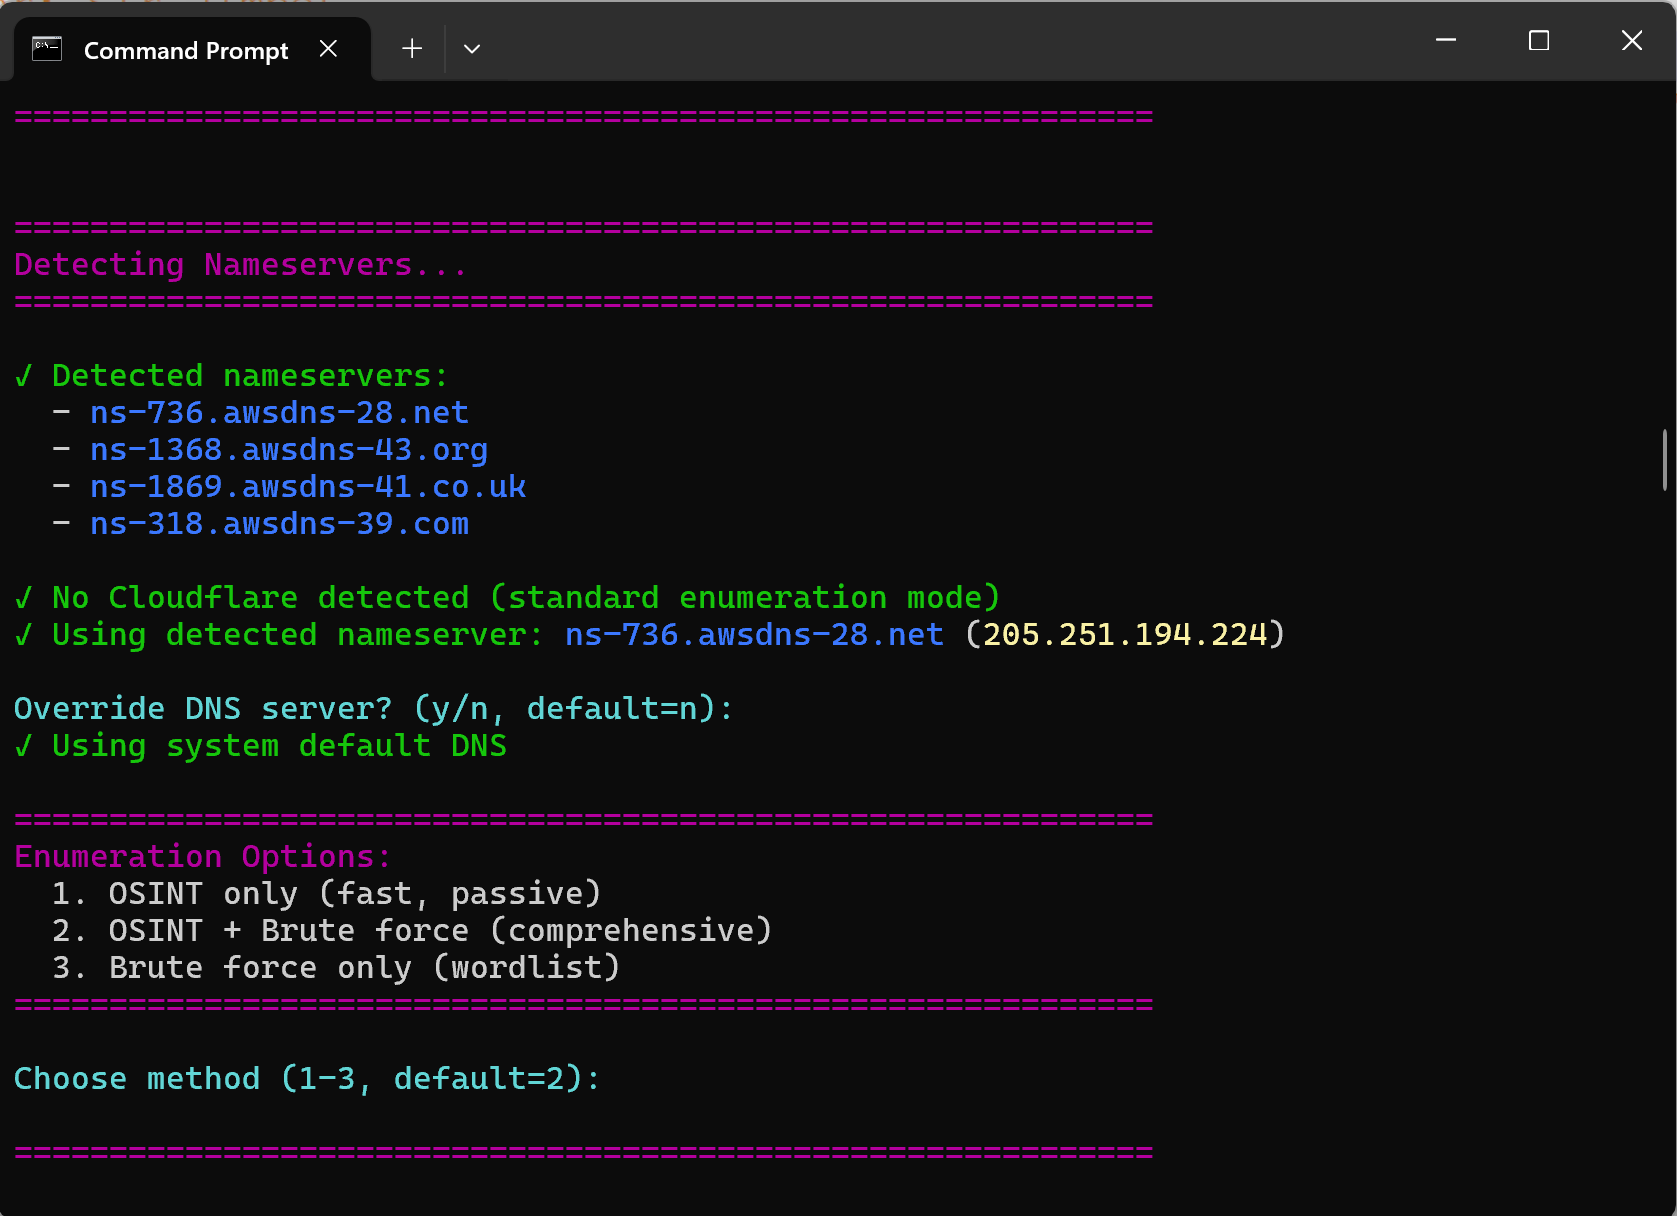 Command Prompt
============================================================
============================================================
Detecting Nameservers...
============================================================
✓ Detected nameservers:
- ns-736.awsdns-28.net
- ns-1368.awsdns-43.org
- ns-1869.awsdns-41.co.uk
- ns-318.awsdns-39.com
✓ No Cloudflare detected (standard enumeration mode)
✓ Using detected nameserver: ns-736.awsdns-28.net (205.251.194.224)
Override DNS server? (y/n, default=n):
✓ Using system default DNS
============================================================
Enumeration Options:
1. OSINT only (fast, passive)
2. OSINT + Brute force (comprehensive)
3. Brute force only (wordlist)
============================================================
Choose method (1-3, default=2):
============================================================